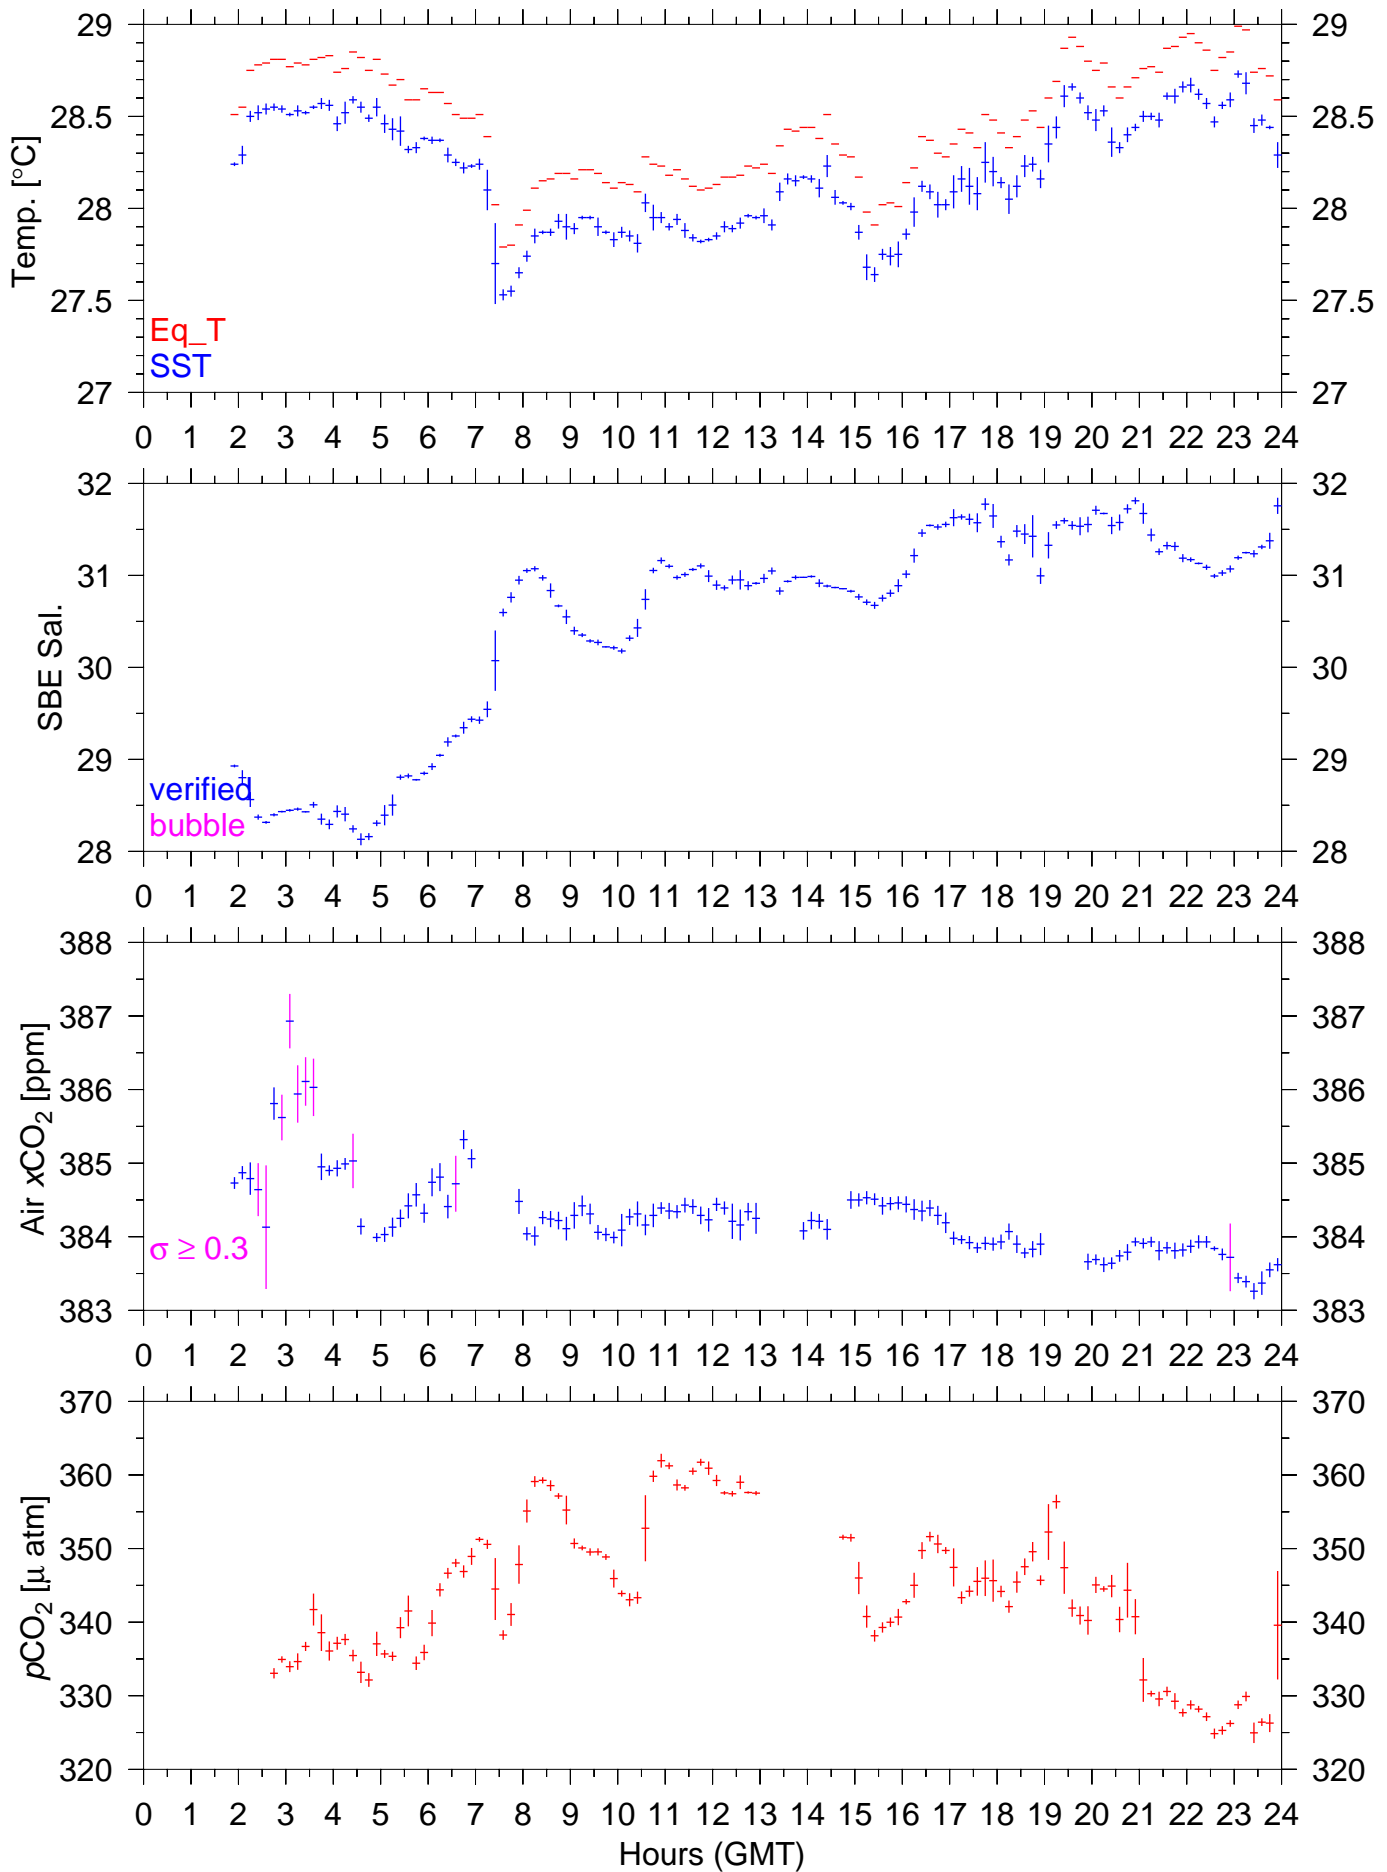 29 29
28.5 28.5
28 28
27.5 27.5
27 27
Temp. [°C]
Eq_T
SST
0 1 2 3 4 5 6 7 8 9 10 11 12 13 14 15 16 17 18 19 20 21 22 23 24
32 32
31 31
30 30
29 29
28 28
SBE Sal.
verified
bubble
0 1 2 3 4 5 6 7 8 9 10 11 12 13 14 15 16 17 18 19 20 21 22 23 24
388 388
387 387
386 386
385 385
384 384
383 383
Air xCO₂ [ppm]
σ ≥ 0.3
0 1 2 3 4 5 6 7 8 9 10 11 12 13 14 15 16 17 18 19 20 21 22 23 24
370 370
360 360
350 350
340 340
330 330
320 320
pCO₂ [μ atm]
0 1 2 3 4 5 6 7 8 9 10 11 12 13 14 15 16 17 18 19 20 21 22 23 24
Hours (GMT)